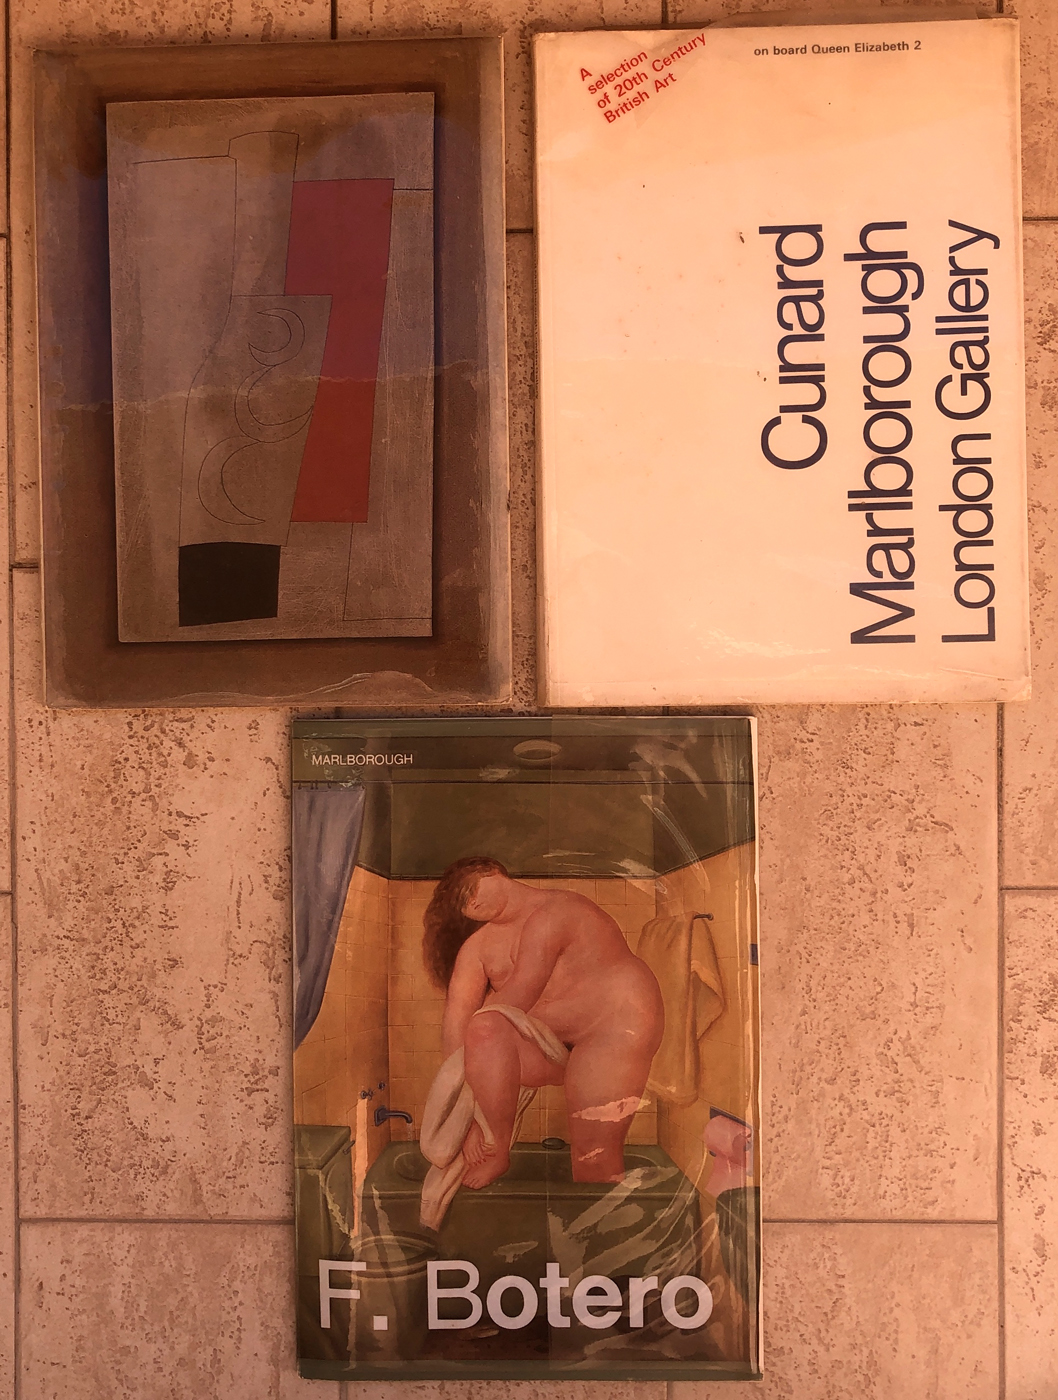 A
selection
of 20th Century
British Art
on board Queen Elizabeth 2
Cunard
Marlborough
London Gallery
MARLBOROUGH
F. Botero